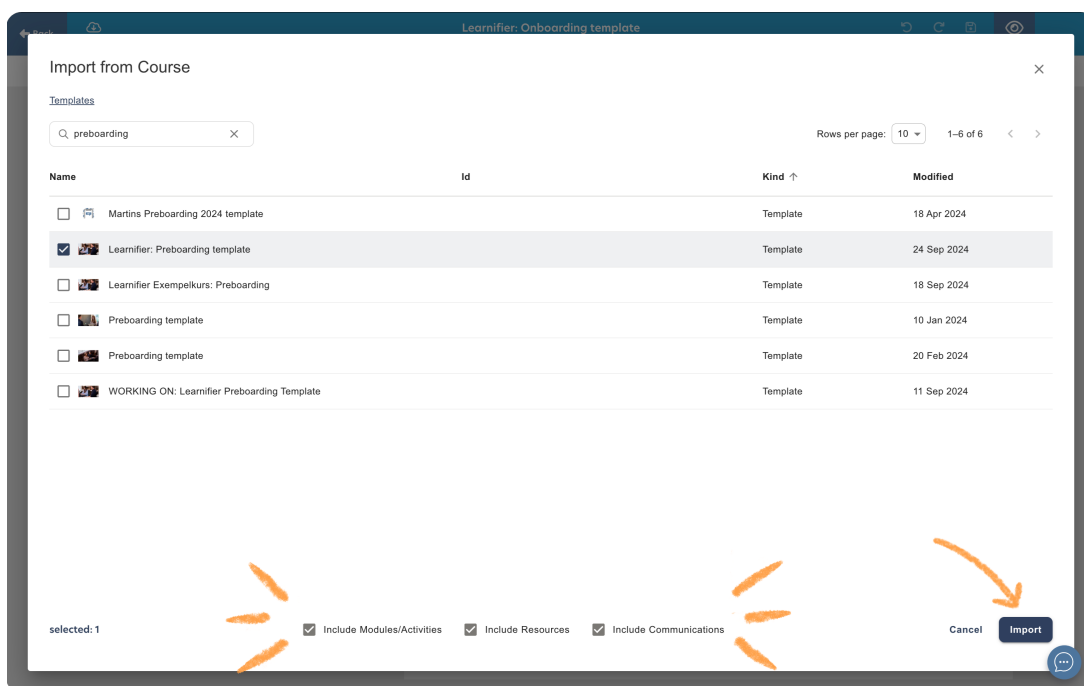 Back
Learnifier: Onboarding template
Import from Course
Templates
preboarding
Rows per page: 10 1–6 of 6
Name Id Kind Modified
Martins Preboarding 2024 template Template 18 Apr 2024
Learnifier: Preboarding template Template 24 Sep 2024
Learnifier Exempelkurs: Preboarding Template 18 Sep 2024
Preboarding template Template 10 Jan 2024
Preboarding template Template 20 Feb 2024
WORKING ON: Learnifier Preboarding Template Template 11 Sep 2024
selected: 1 Include Modules/Activities Include Resources Include Communications Cancel Import